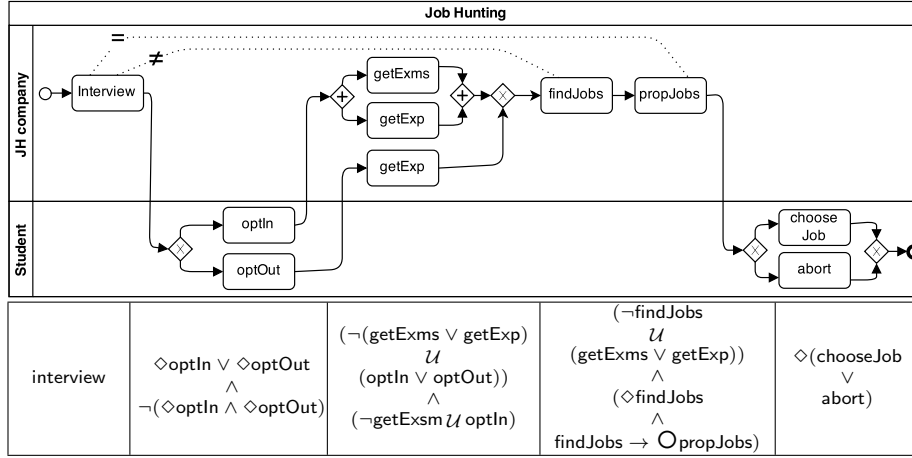 Job Hunting
JH company
=
≠
Interview
getExms
getExp
getExp
findJobs
propJobs
Student
optIn
optOut
choose
Job
abort
interview
◇optIn ∨ ◇optOut
∧
¬(◇optIn ∧ ◇optOut)
(¬(getExms ∨ getExp)
𝒰
(optIn ∨ optOut))
∧
(¬getExsm 𝒰 optIn)
(¬findJobs
𝒰
(getExms ∨ getExp))
∧
(◇findJobs
∧
findJobs → ○propJobs)
◇(chooseJob
∨
abort)